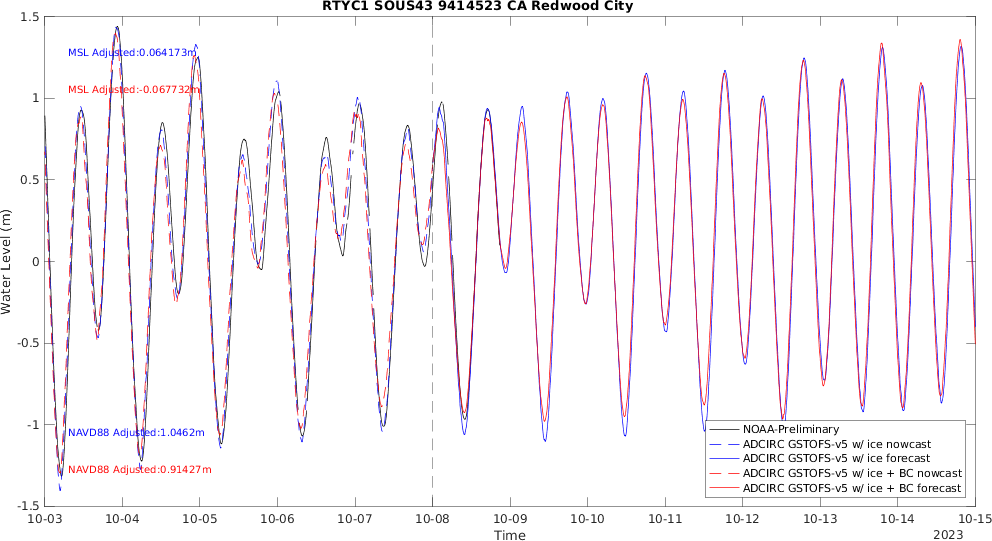 RTYC1 SOUS43 9414523 CA Redwood City
Water Level (m)
1.5
1
0.5
0
-0.5
-1
-1.5
MSL Adjusted:0.064173m
MSL Adjusted:-0.067732m
NAVD88 Adjusted:1.0462m
NAVD88 Adjusted:0.91427m
NOAA-Preliminary
ADCIRC GSTOFS-v5 w/ ice nowcast
ADCIRC GSTOFS-v5 w/ ice forecast
ADCIRC GSTOFS-v5 w/ ice + BC nowcast
ADCIRC GSTOFS-v5 w/ ice + BC forecast
10-03 10-04 10-05 10-06 10-07 10-08 10-09 10-10 10-11 10-12 10-13 10-14 10-15
Time
2023